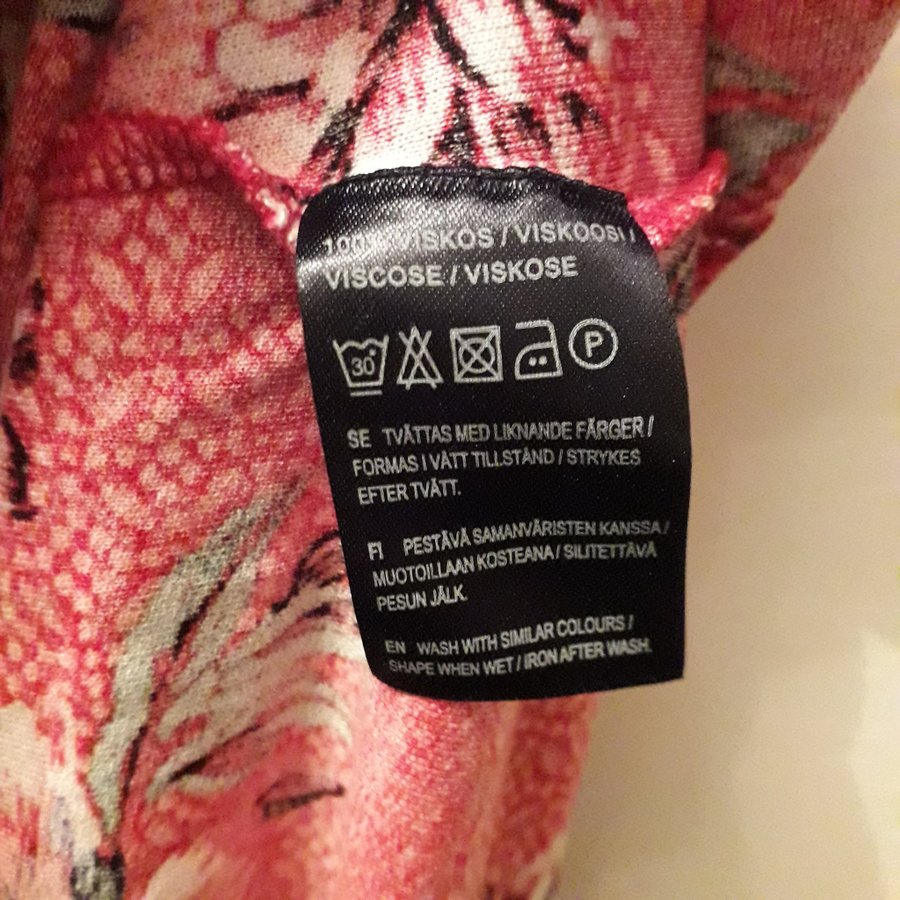 100% VISKOS / VISKOOSI /
VISCOSE / VISKOSE
30 P
SE TVÄTTAS MED LIKNANDE FÄRGER /
FORMAS I VÅTT TILLSTÅND / STRYKES
EFTER TVÄTT.
FI PESTÄVÄ SAMANVÄRISTEN KANSSA /
MUOTOILLAAN KOSTEANA / SILITETTÄVÄ
PESUN JÄLK.
EN WASH WITH SIMILAR COLOURS /
SHAPE WHEN WET / IRON AFTER WASH.